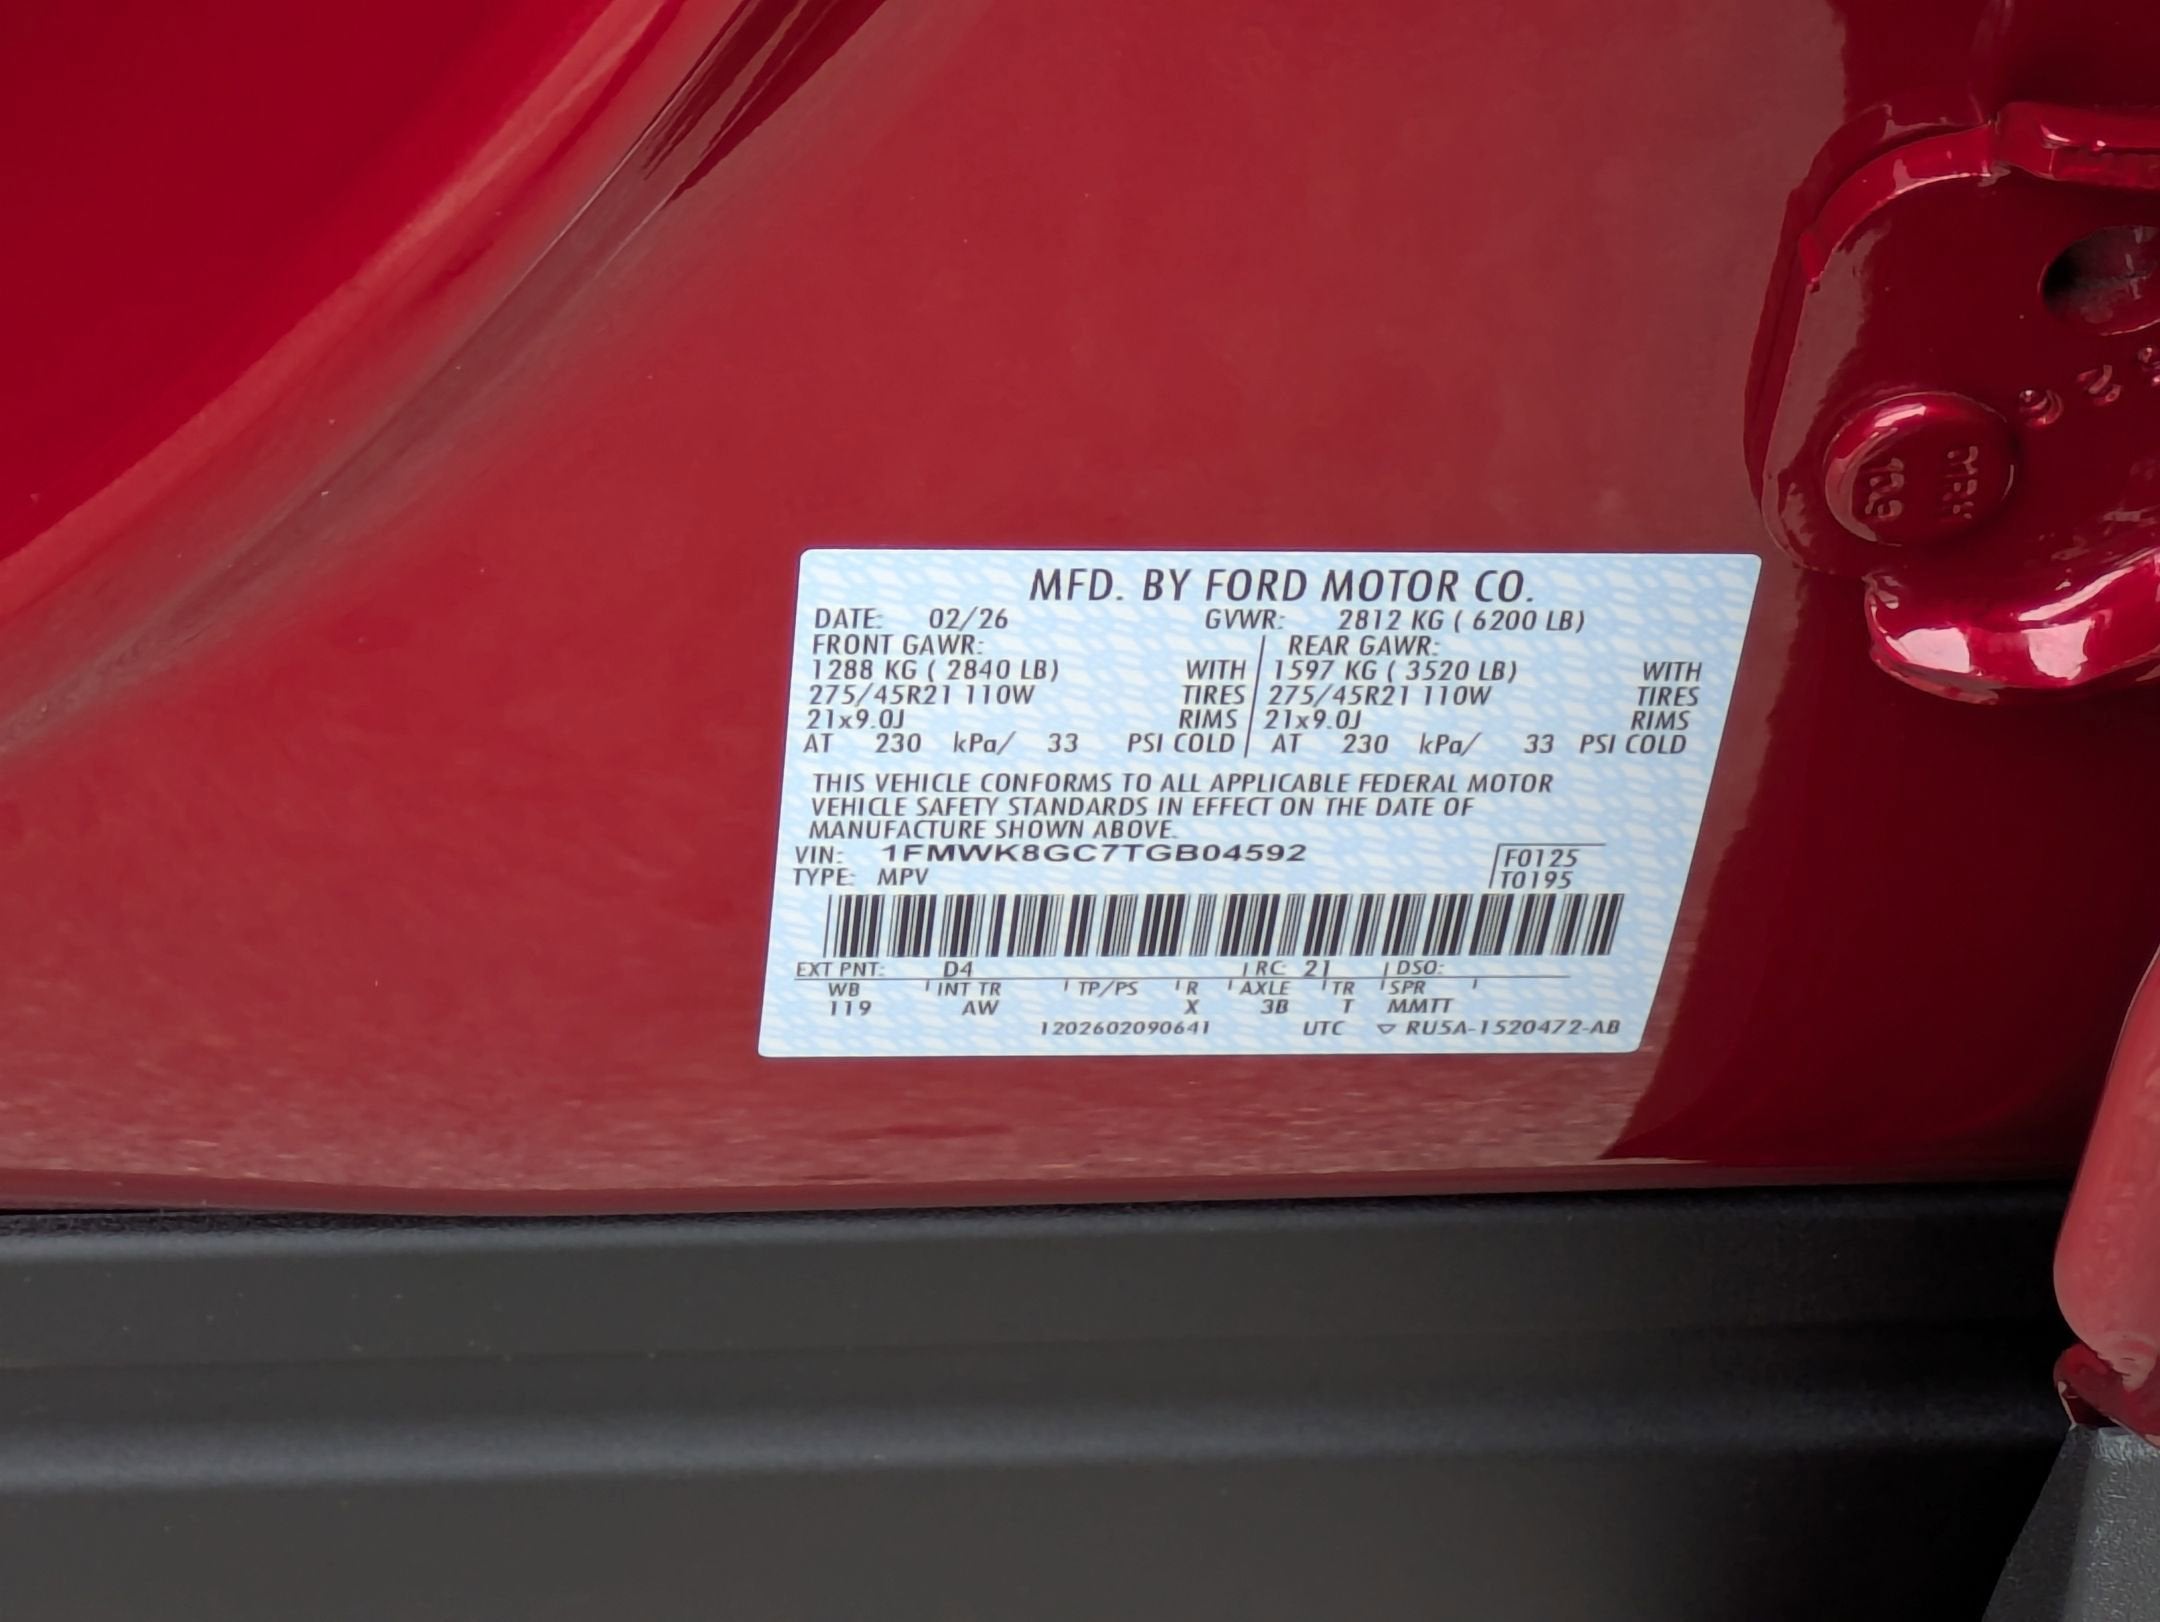 MFD. BY FORD MOTOR CO.
DATE: 02/26 GVWR: 2812 KG ( 6200 LB)
FRONT GAWR: REAR GAWR:
1288 KG ( 2840 LB) WITH 1597 KG ( 3520 LB) WITH
275/45R21 110W TIRES 275/45R21 110W TIRES
21x9.0J RIMS 21x9.0J RIMS
AT 230 kPa/ 33 PSI COLD AT 230 kPa/ 33 PSI COLD
THIS VEHICLE CONFORMS TO ALL APPLICABLE FEDERAL MOTOR
VEHICLE SAFETY STANDARDS IN EFFECT ON THE DATE OF
MANUFACTURE SHOWN ABOVE.
VIN: 1FMWK8GC7TGB04592 F0125
TYPE: MPV T0195
EXT PNT: D4 RC: 21 DSO:
WB INT TR TP/PS R AXLE TR SPR
119 AW X 3B T MMTT
1202602090641 UTC ▽ RU5A-1520472-AB